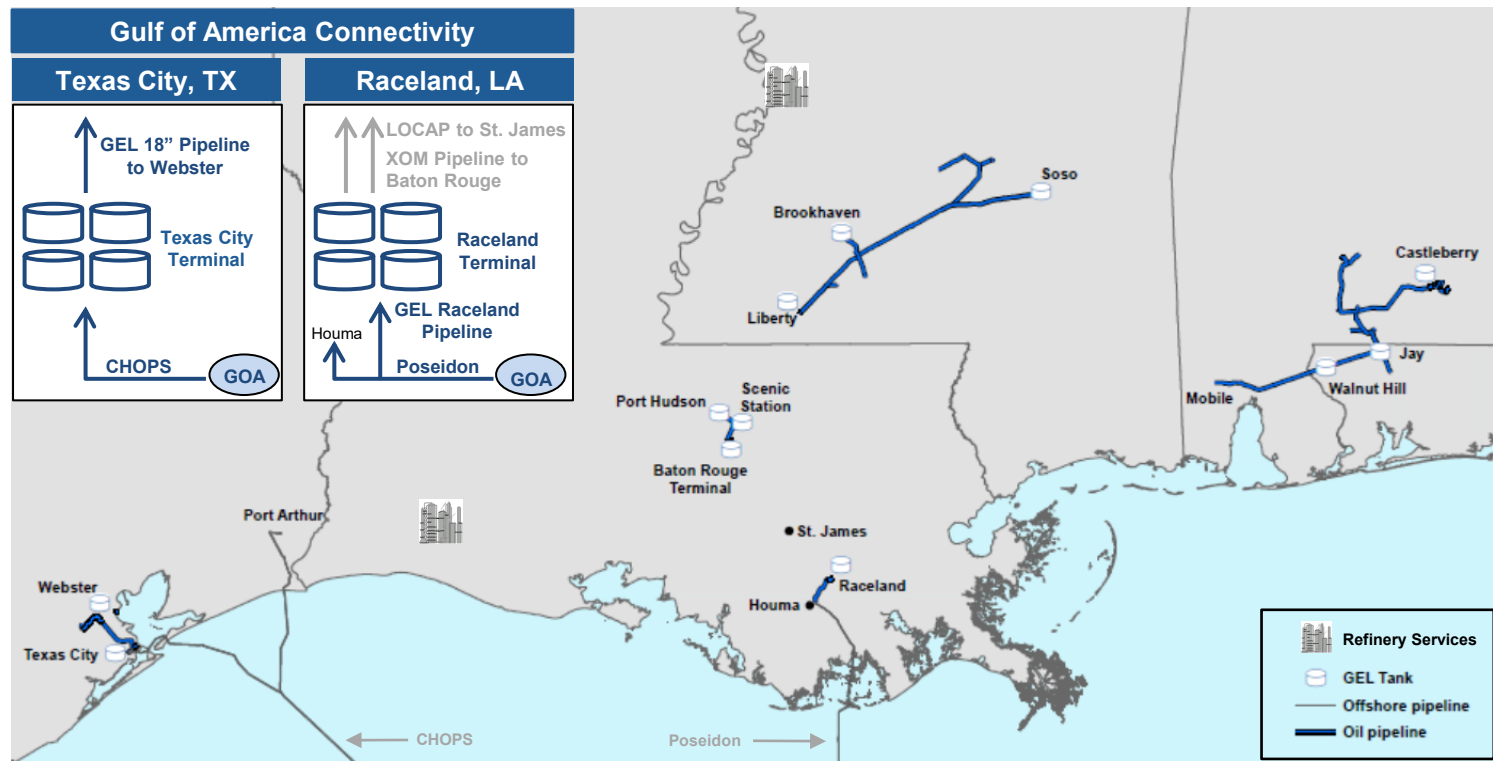 Gulf of America Connectivity
Texas City, TX
GEL 18” Pipeline
to Webster
Texas City
Terminal
CHOPS
GOA
Raceland, LA
LOCAP to St. James
XOM Pipeline to
Baton Rouge
Raceland
Terminal
GEL Raceland
Pipeline
Houma
Poseidon
GOA
Soso
Brookhaven
Liberty
Castleberry
Jay
Walnut Hill
Mobile
Port Hudson
Scenic
Station
Baton Rouge
Terminal
Port Arthur
St. James
Raceland
Houma
Webster
Texas City
CHOPS
Poseidon
Refinery Services
GEL Tank
Offshore pipeline
Oil pipeline